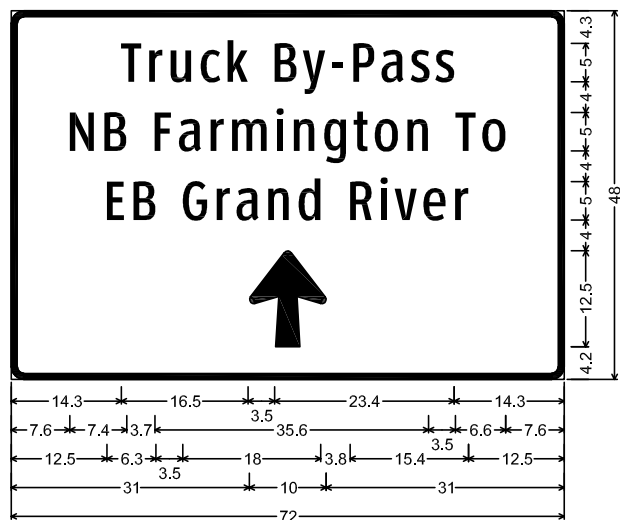 Truck By-Pass
NB Farmington To
EB Grand River
4.3
5
4
5
4
5
4
12.5
4.2
48
14.3 16.5 3.5 23.4 14.3
7.6 7.4 3.7 35.6 3.5 6.6 7.6
12.5 6.3 3.5 18 3.8 15.4 12.5
31 10 31
72